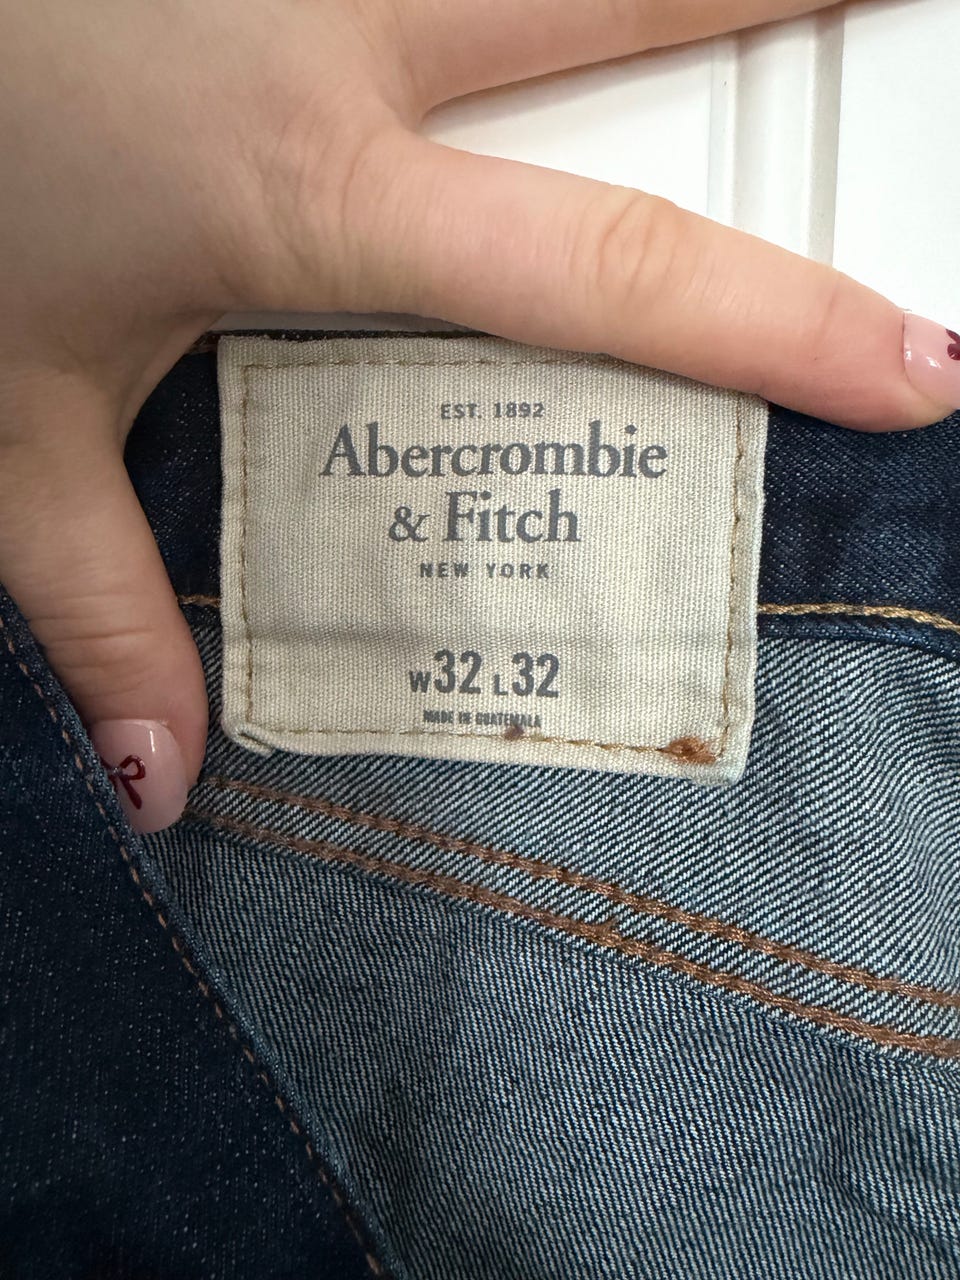 EST. 1892
Abercrombie
& Fitch
NEW YORK
W32 L32
MADE IN GUATEMALA